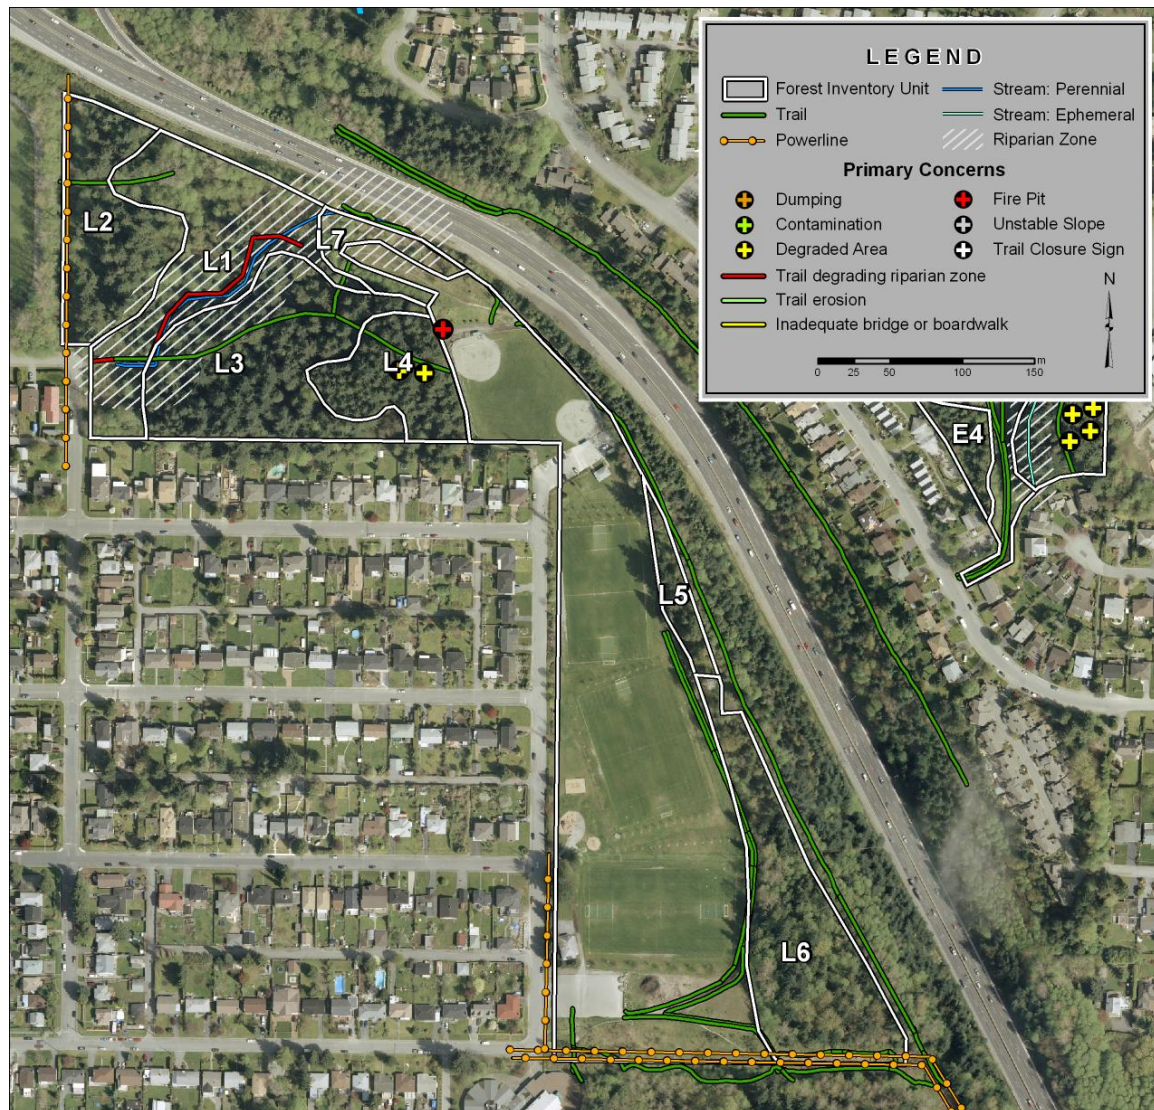 LEGEND
Forest Inventory Unit
Stream: Perennial
Trail
Stream: Ephemeral
Powerline
Riparian Zone
Primary Concerns
Dumping
Fire Pit
Contamination
Unstable Slope
Degraded Area
Trail Closure Sign
Trail degrading riparian zone
N
Trail erosion
Inadequate bridge or boardwalk
m
0 25 50 100 150
L2
L7
L1
L3
L4
E4
L5
L6